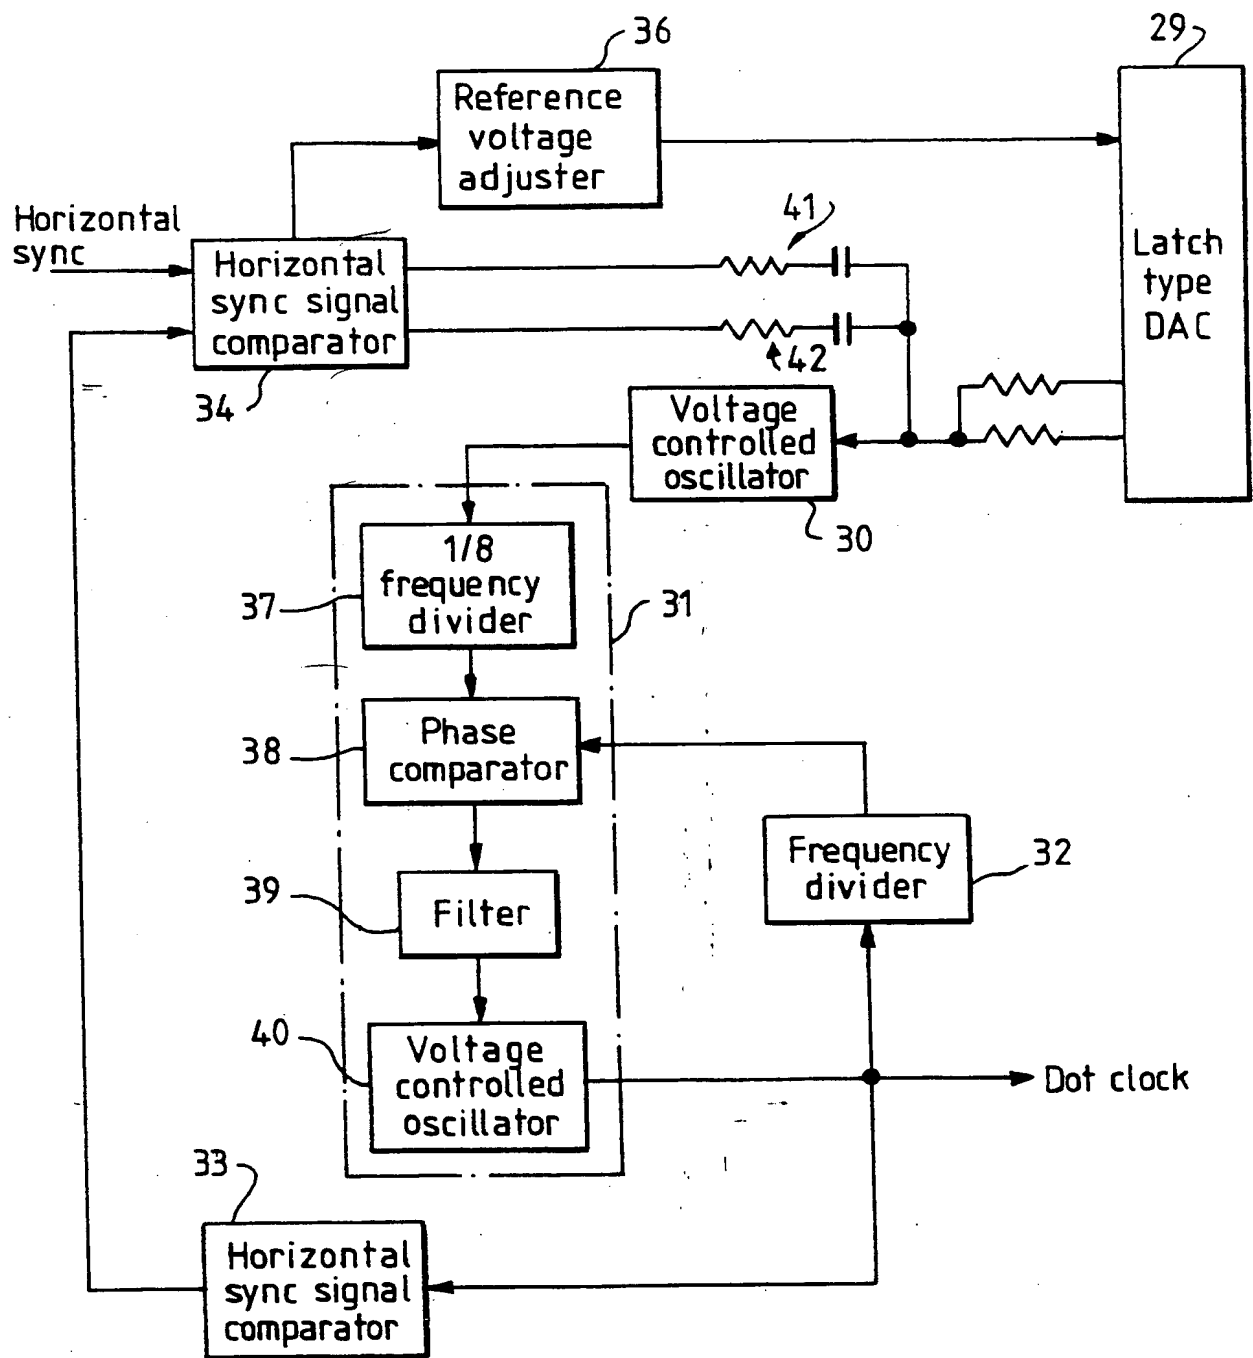 36
29
Reference
voltage
adjuster
41
Horizontal
sync
Horizontal
sync signal
comparator
Latch
type
DAC
42
34
Voltage
controlled
oscillator
30
1/8
frequency
divider
37
31
Phase
comparator
38
Frequency
divider
32
39
Filter
40
Voltage
controlled
oscillator
Dot clock
33
Horizontal
sync signal
comparator